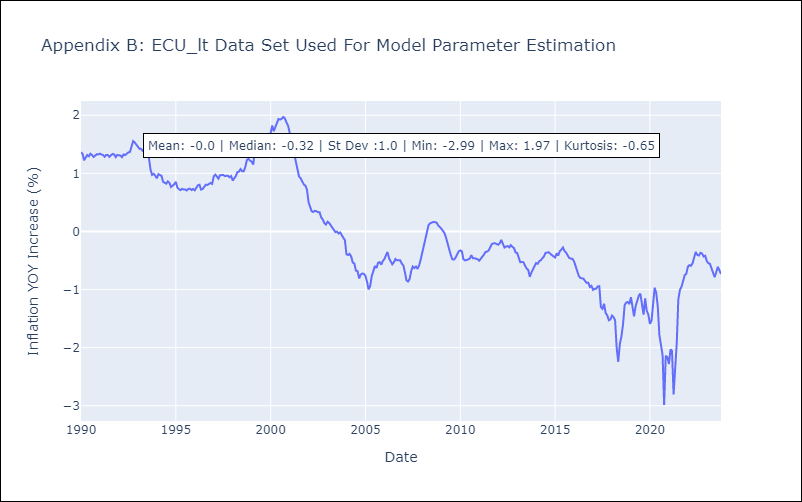 Appendix B: ECU_lt Data Set Used For Model Parameter Estimation
Mean: -0.0 | Median: -0.32 | St Dev :1.0 | Min: -2.99 | Max: 1.97 | Kurtosis: -0.65
Inflation YOY Increase (%)
2
1
0
−1
−2
−3
1990 1995 2000 2005 2010 2015 2020
Date